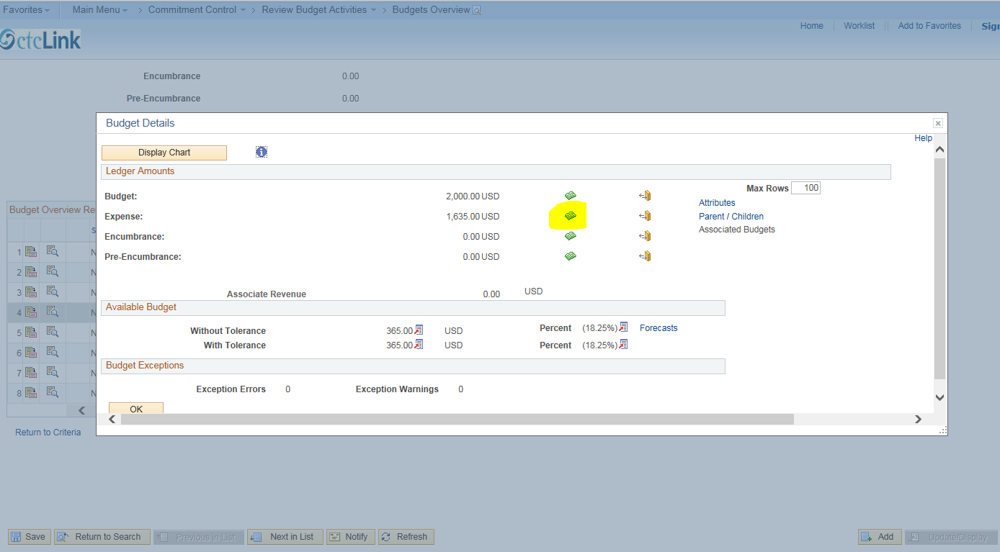 Favorites Main Menu > Commitment Control > Review Budget Activities > Budgets Overview
Home Worklist Add to Favorites Sign
ctcLink
Encumbrance 0.00
Pre-Encumbrance 0.00
Budget Details
Help
Display Chart
Ledger Amounts
Max Rows 100
Budget: 2,000.00 USD
Attributes
Expense: 1,635.00 USD
Parent / Children
Associated Budgets
Encumbrance: 0.00 USD
Pre-Encumbrance: 0.00 USD
Associate Revenue 0.00 USD
Available Budget
Without Tolerance 365.00 USD Percent (18.25%) Forecasts
With Tolerance 365.00 USD Percent (18.25%)
Budget Exceptions
Exception Errors 0 Exception Warnings 0
OK
Budget Overview Re
S
1 N
2 N
3 N
4 N
5 N
6 N
7 N
8 N
Return to Criteria
Save Return to Search Previous in List Next in List Notify Refresh Add Update/Display